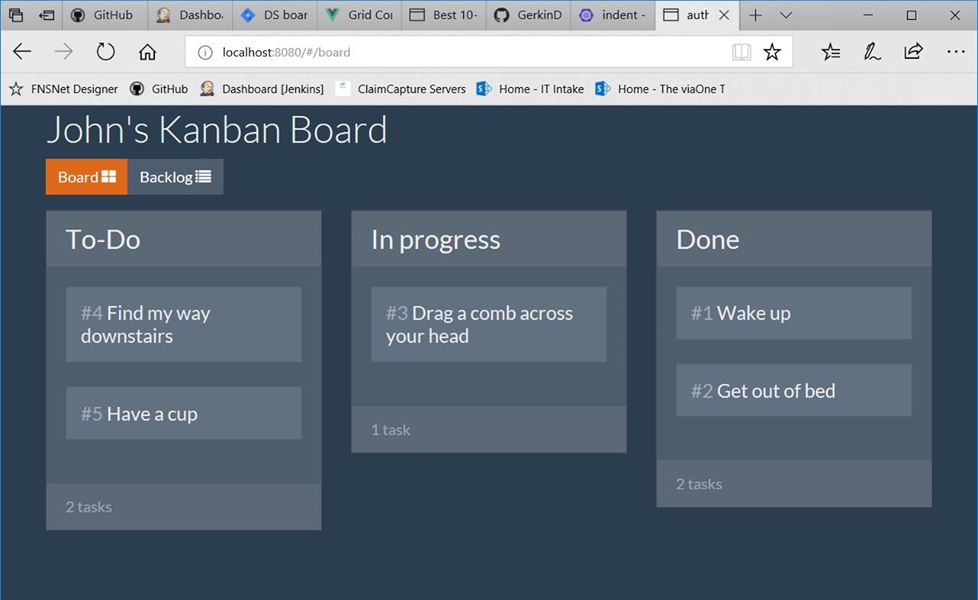 GitHub
Dashbo
DS boar
Grid Co
Best 10-
GerkinD
indent -
auth
localhost:8080/#/board
FNSNet Designer
GitHub
Dashboard [Jenkins]
ClaimCapture Servers
Home - IT Intake
Home - The viaOne T
John's Kanban Board
Board
Backlog
To-Do
In progress
Done
#4 Find my way
downstairs
#5 Have a cup
2 tasks
#3 Drag a comb across
your head
1 task
#1 Wake up
#2 Get out of bed
2 tasks